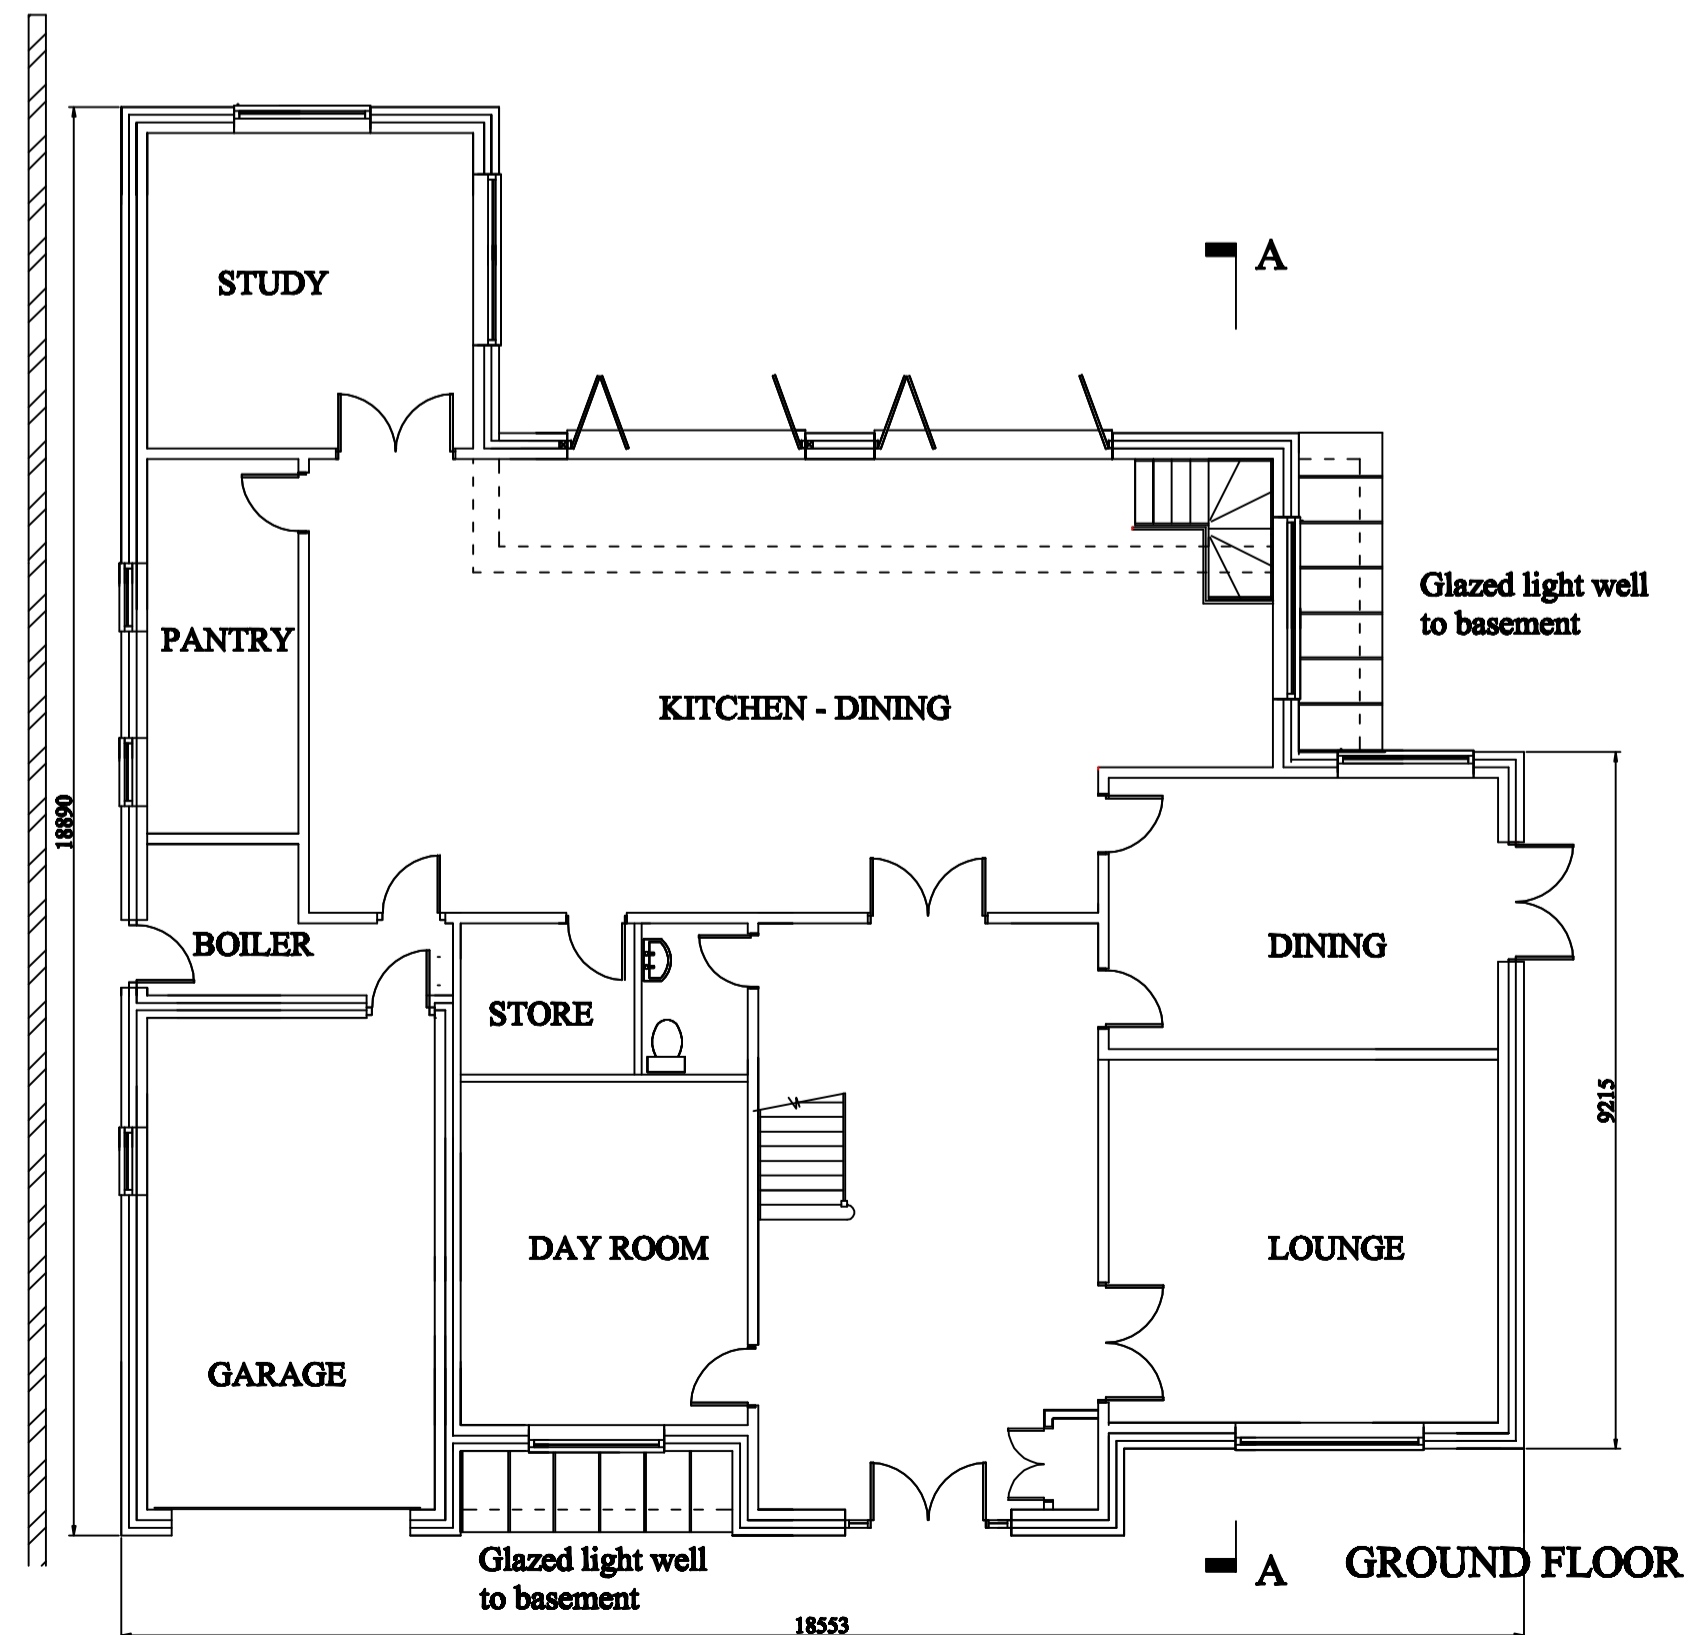 STUDY
A
Glazed light well
to basement
PANTRY
KITCHEN - DINING
18890
BOILER
DINING
STORE
9215
DAY ROOM
LOUNGE
GARAGE
Glazed light well
to basement
A
GROUND FLOOR
18553